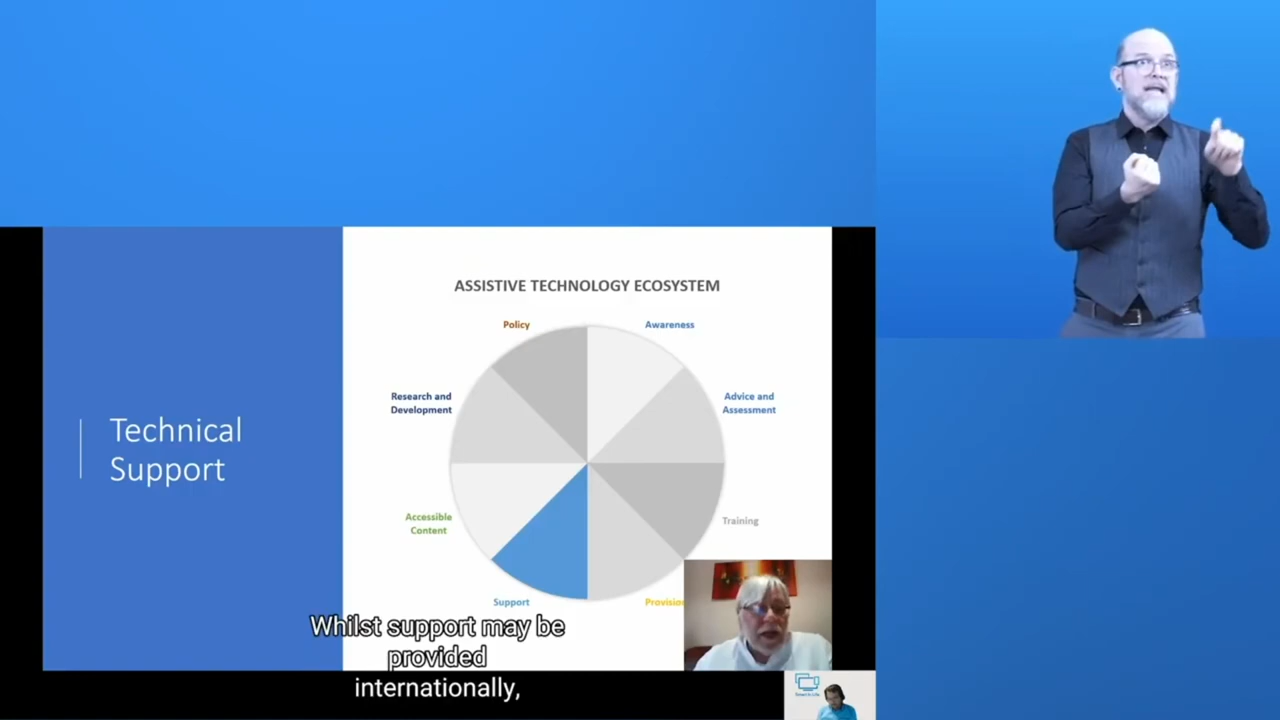 ASSISTIVE TECHNOLOGY ECOSYSTEM
Policy
Awareness
Research and
Development
Advice and
Assessment
Technical
Support
Accessible
Content
Training
Support
Provision
Whilst support may be
provided
internationally,